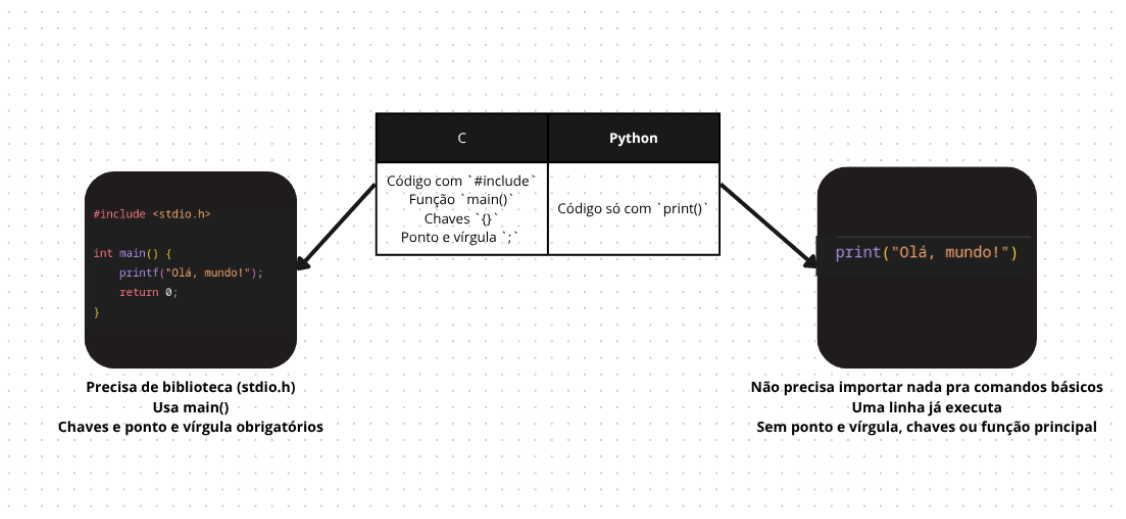 C
Python
Código com `#include`
Função `main()`
Chaves `{}`
Ponto e vírgula `;`
Código só com `print()`
#include <stdio.h>
int main() {
printf("Olá, mundo!");
return 0;
}
Precisa de biblioteca (stdio.h)
Usa main()
Chaves e ponto e vírgula obrigatórios
print("Olá, mundo!")
Não precisa importar nada pra comandos básicos
Uma linha já executa
Sem ponto e vírgula, chaves ou função principal